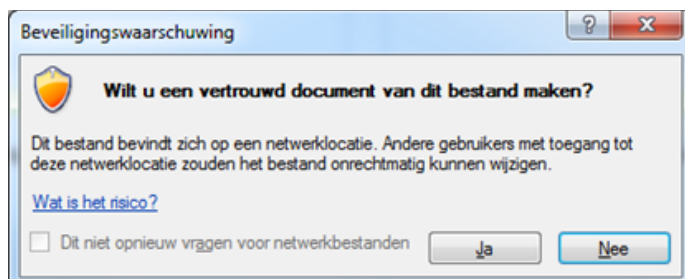 Beveiligingswaarschuwing
Wilt u een vertrouwd document van dit bestand maken?
Dit bestand bevindt zich op een netwerklocatie. Andere gebruikers met toegang tot
deze netwerklocatie zouden het bestand onrechtmatig kunnen wijzigen.
Wat is het risico?
Dit niet opnieuw vragen voor netwerkbestanden Ja Nee